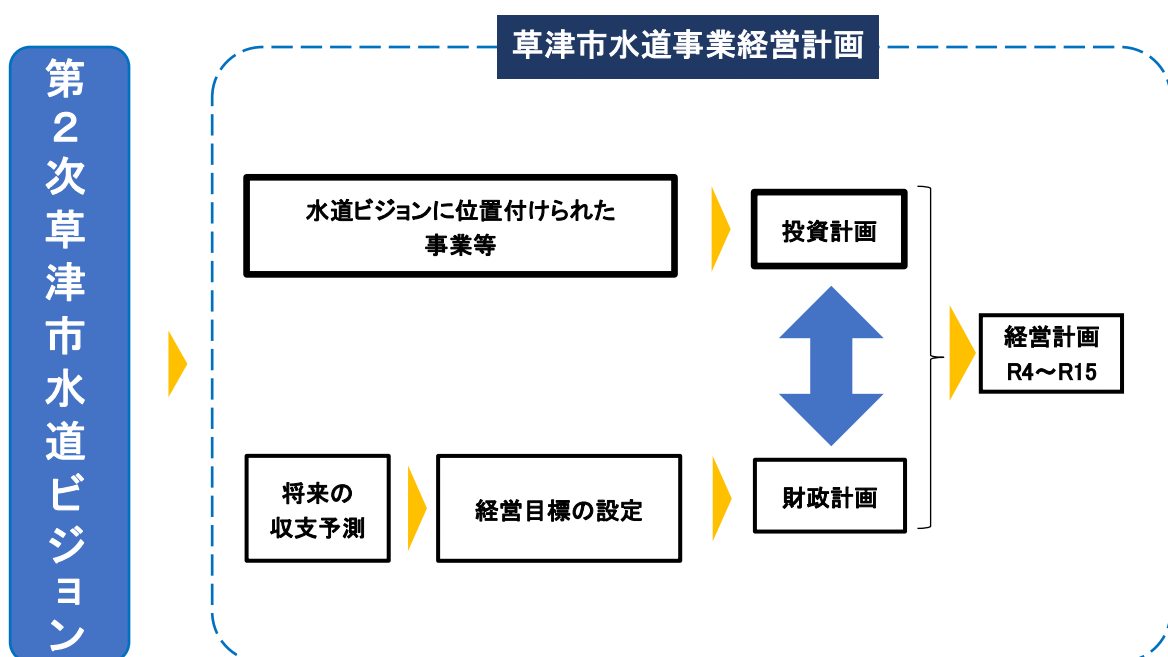 第2次草津市水道ビジョン
草津市水道事業経営計画
水道ビジョンに位置付けられた
事業等
投資計画
経営計画
R4～R15
将来の
収支予測
経営目標の設定
財政計画